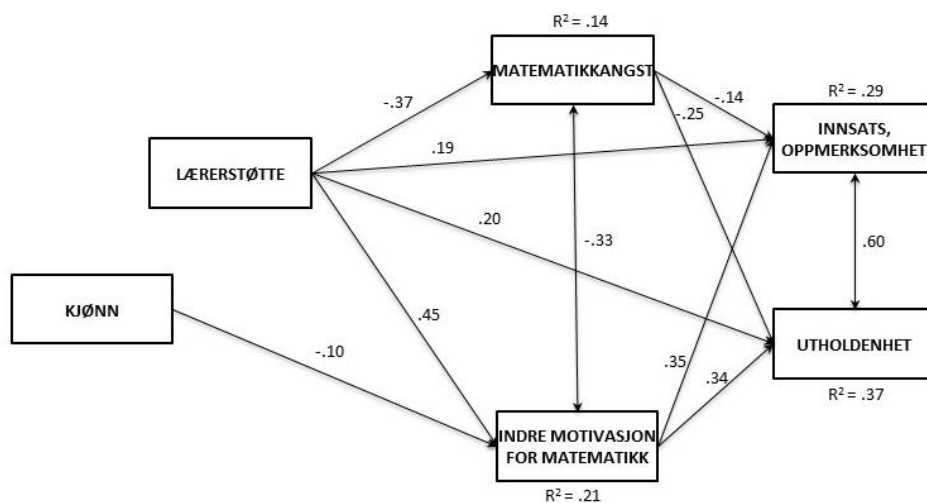 R² = .14
MATEMATIKKANGST
R² = .29
-.37
-.14
-.25
INNSATS,
OPPMERKSOMHET
.19
LÆRERSTØTTE
.20
-.33
.60
KJØNN
.45
UTHOLDENHET
-.10
.35
.34
R² = .37
INDRE MOTIVASJON
FOR MATEMATIKK
R² = .21